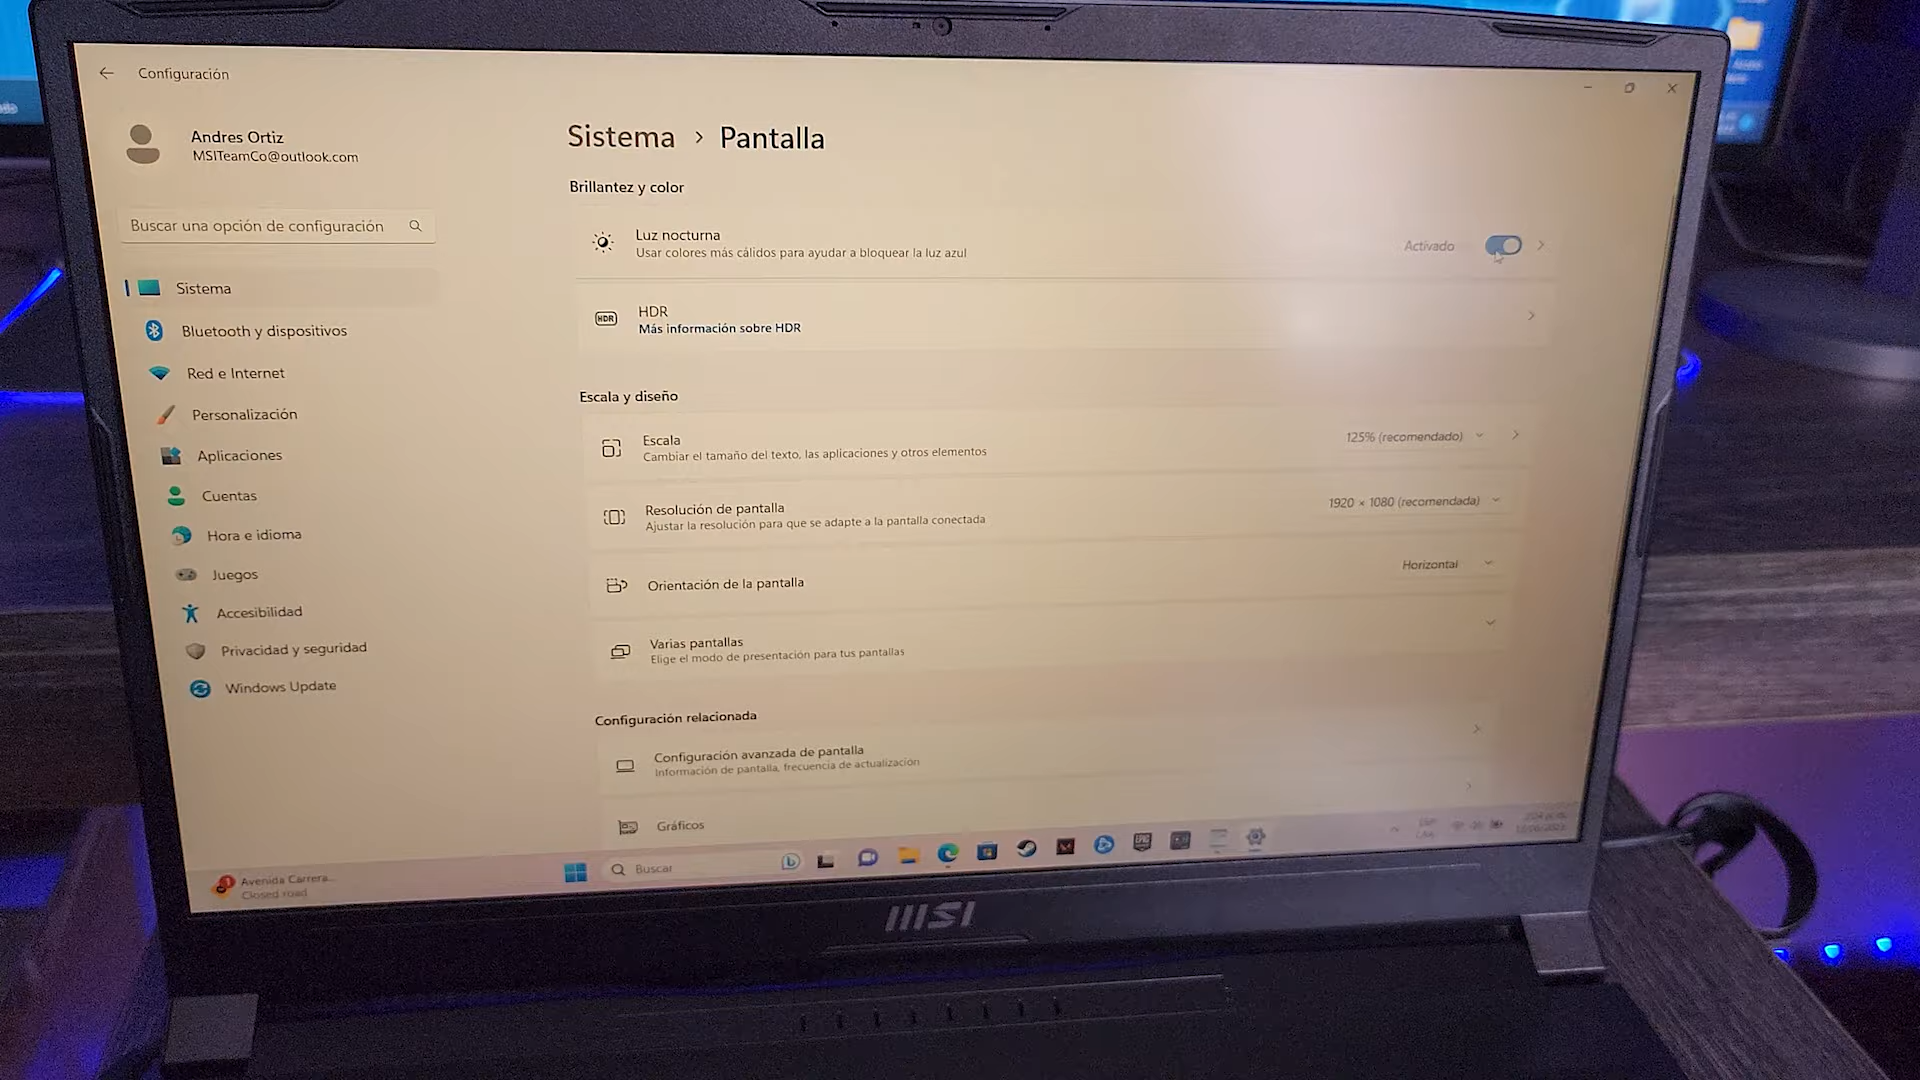 Configuración
Andres Ortiz
MSITeamCo@outlook.com
Buscar una opción de configuración
Sistema
Bluetooth y dispositivos
Red e Internet
Personalización
Aplicaciones
Cuentas
Hora e idioma
Juegos
Accesibilidad
Privacidad y seguridad
Windows Update
Sistema > Pantalla
Brillantez y color
Luz nocturna
Usar colores más cálidos para ayudar a bloquear la luz azul
Activado
HDR
HDR
Más información sobre HDR
Escala y diseño
Escala
Cambiar el tamaño del texto, las aplicaciones y otros elementos
125% (recomendado)
Resolución de pantalla
Ajustar la resolución para que se adapte a la pantalla conectada
1920 × 1080 (recomendada)
Orientación de la pantalla
Horizontal
Varias pantallas
Elige el modo de presentación para tus pantallas
Configuración relacionada
Configuración avanzada de pantalla
Información de pantalla, frecuencia de actualización
Gráficos
1
Avenida Carrera...
Closed road
Buscar
EPIC
ESP
msi